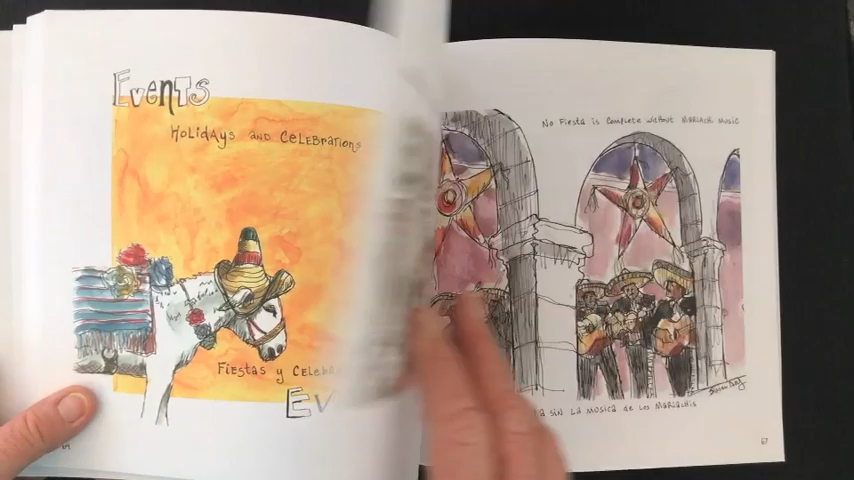 Events
Holidays and Celebrations
Fiestas y Celeb
Ev
No Fiesta is Complete without Mariachi Music
sin La Musica de Los Mariachis
67